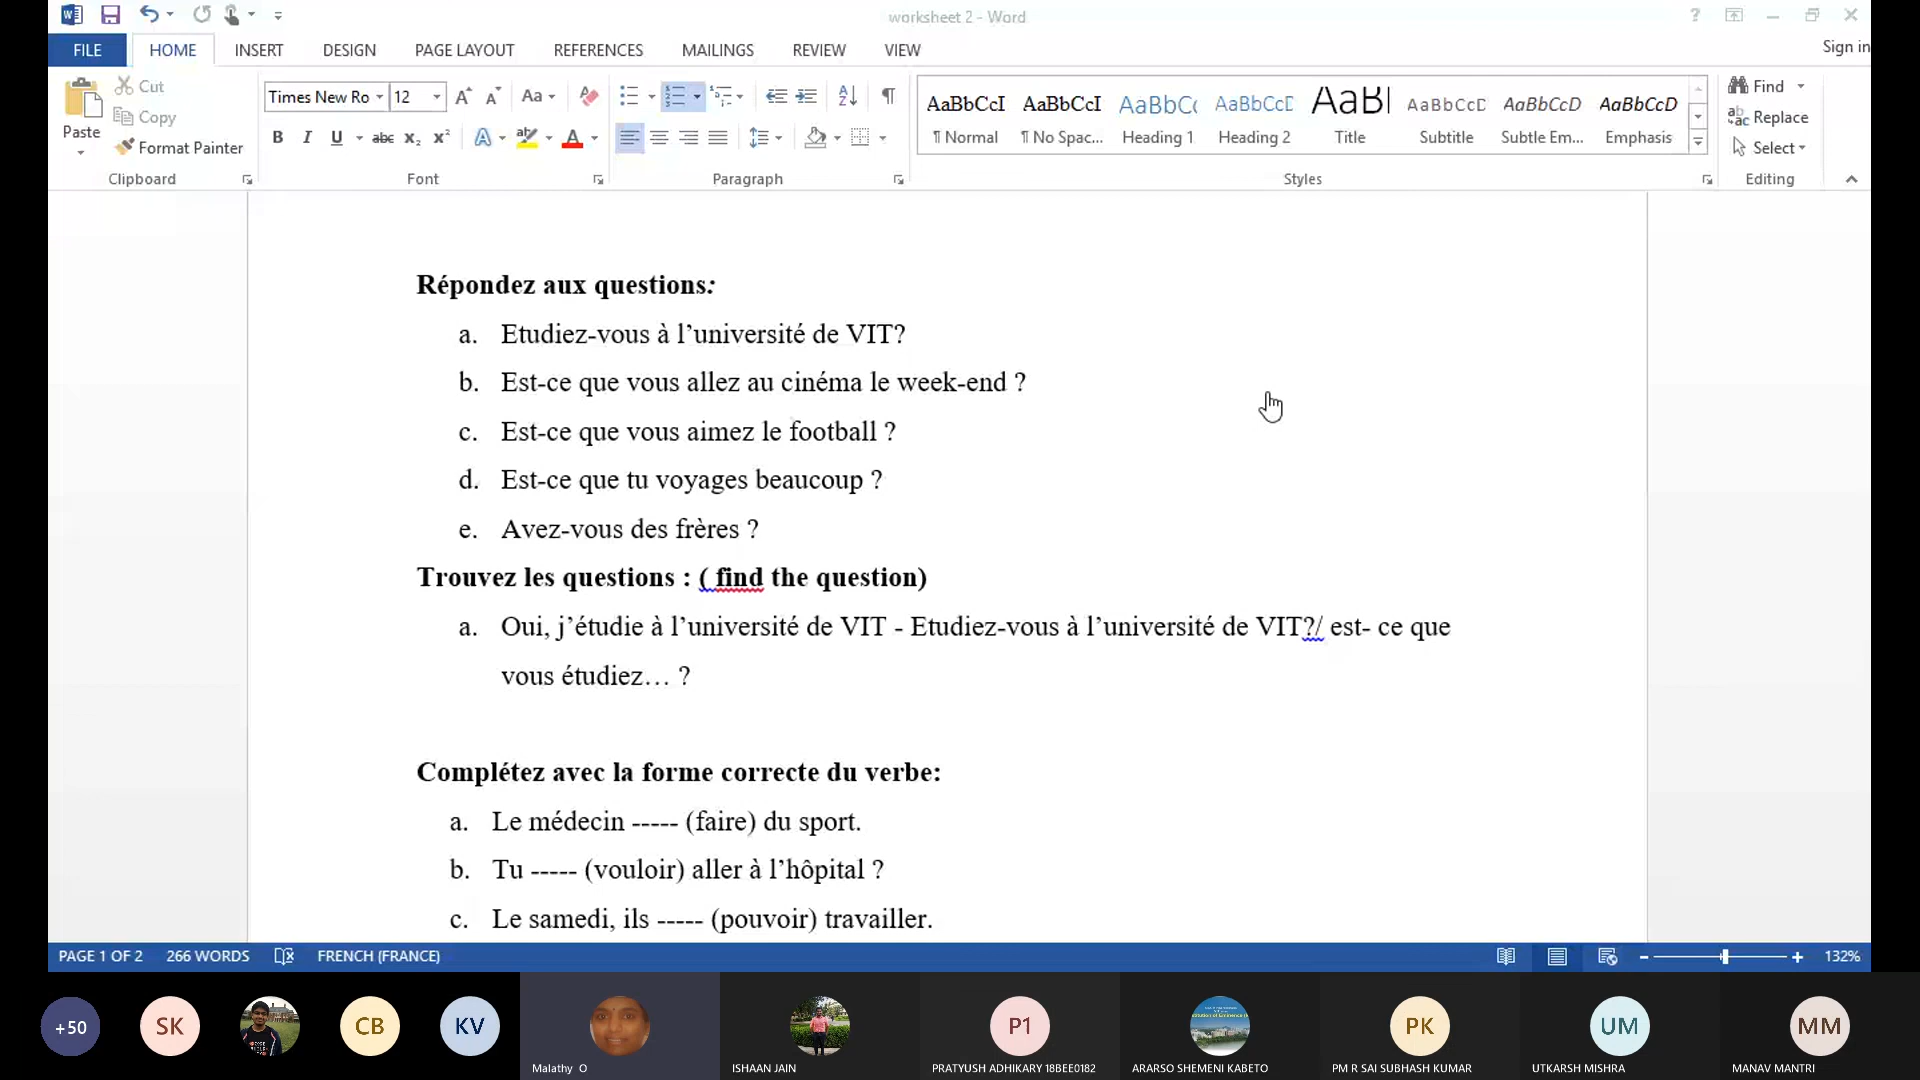 worksheet 2 - Word
FILE HOME INSERT DESIGN PAGE LAYOUT REFERENCES MAILINGS REVIEW VIEW Sign in
Cut
Copy
Paste
Format Painter
Times New Ro 12
AaBbCcI AaBbCcI AaBbC AaBbCcD AaBl AaBbCcD AaBbCcD AaBbCcD
¶ Normal ¶ No Spac... Heading 1 Heading 2 Title Subtitle Subtle Em... Emphasis
Find
Replace
Select
Clipboard Font Paragraph Styles Editing
Répondez aux questions:
a. Etudiez-vous à l’université de VIT?
b. Est-ce que vous allez au cinéma le week-end ?
c. Est-ce que vous aimez le football ?
d. Est-ce que tu voyages beaucoup ?
e. Avez-vous des frères ?
Trouvez les questions : ( find the question)
a. Oui, j’étudie à l’université de VIT - Etudiez-vous à l’université de VIT?/ est- ce que
vous étudiez… ?
Complétez avec la forme correcte du verbe:
a. Le médecin ----- (faire) du sport.
b. Tu ----- (vouloir) aller à l’hôpital ?
c. Le samedi, ils ----- (pouvoir) travailler.
PAGE 1 OF 2 266 WORDS FRENCH (FRANCE) 132%
+50 SK CB KV P1 PK UM MM
Malathy O ISHAAN JAIN PRATYUSH ADHIKARY 18BEE0182 ARARSO SHEMENI KABETO PM R SAI SUBHASH KUMAR UTKARSH MISHRA MANAV MANTRI